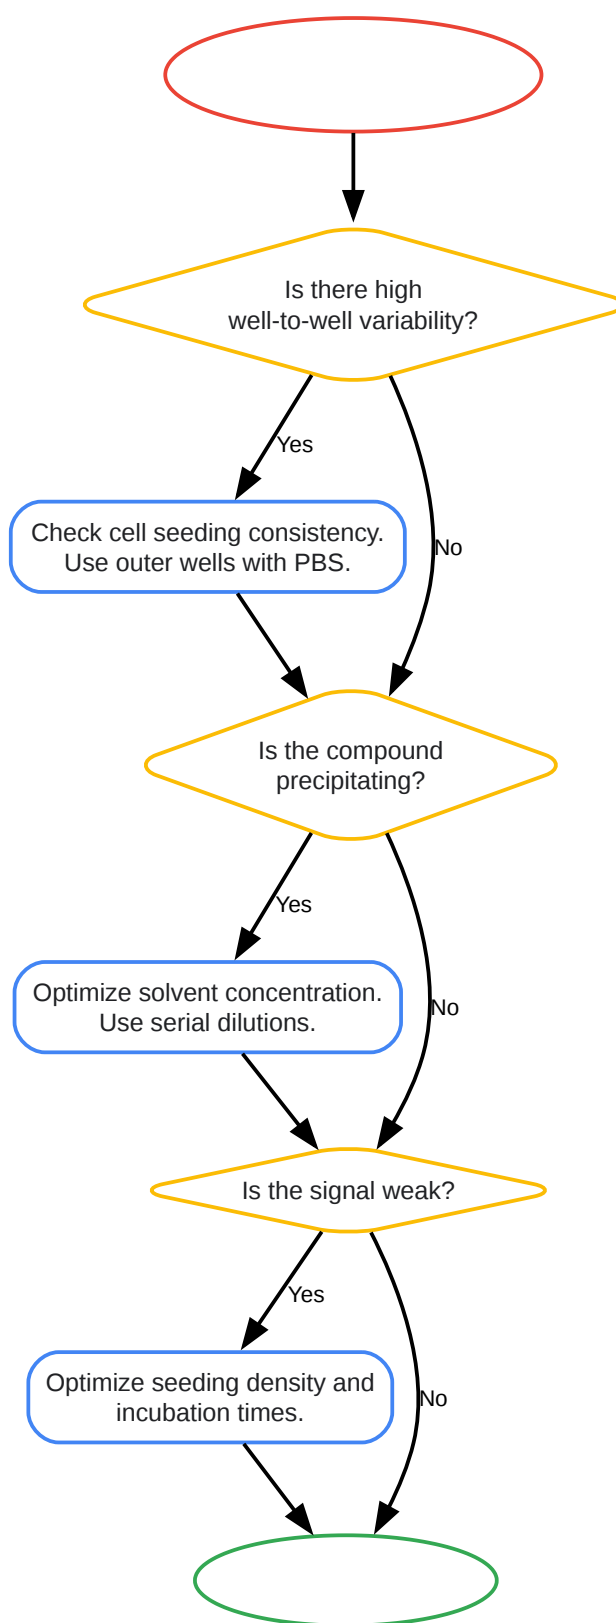 Is there high
well-to-well variability?
Yes
Check cell seeding consistency.
Use outer wells with PBS.
No
Is the compound
precipitating?
Yes
Optimize solvent concentration.
Use serial dilutions.
No
Is the signal weak?
Yes
Optimize seeding density and
incubation times.
No